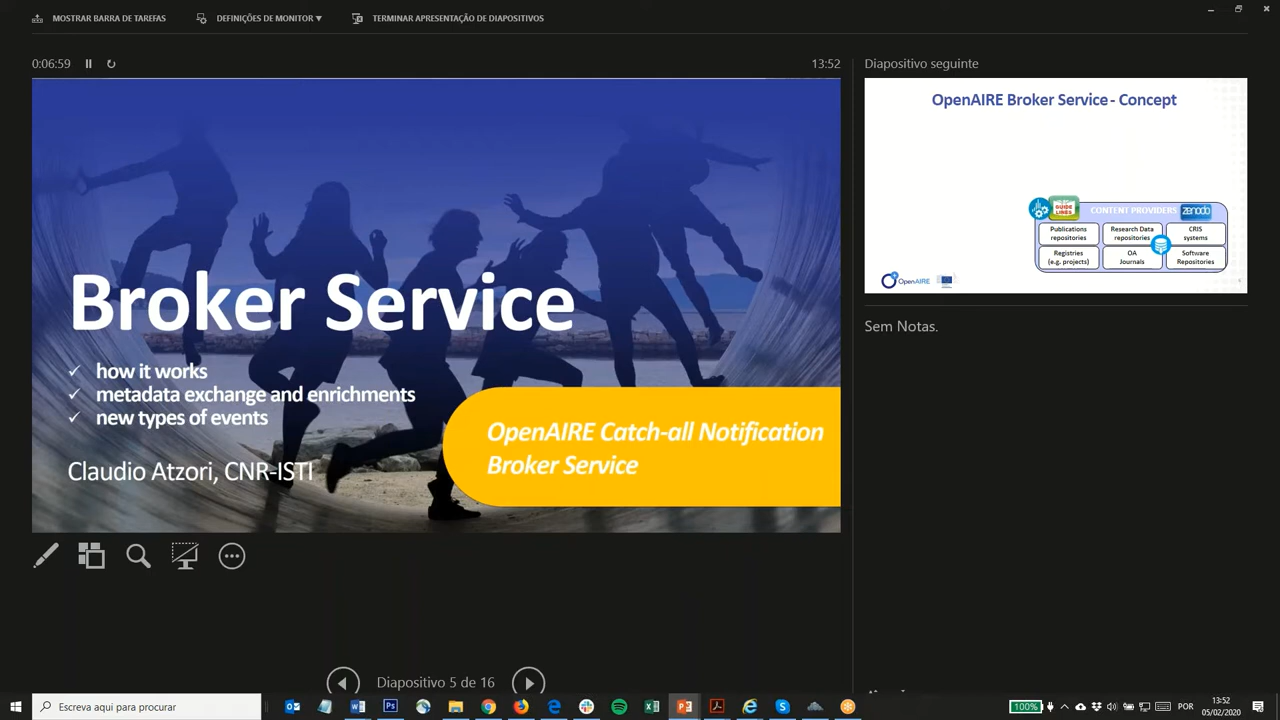 MOSTRAR BARRA DE TAREFAS
DEFINIÇÕES DE MONITOR ▼
TERMINAR APRESENTAÇÃO DE DIAPOSITIVOS
0:06:59
13:52
Broker Service
✓ how it works
✓ metadata exchange and enrichments
✓ new types of events
Claudio Atzori, CNR-ISTI
OpenAIRE Catch-all Notification
Broker Service
Diapositivo 5 de 16
Diapositivo seguinte
OpenAIRE Broker Service - Concept
GUIDE
LINES
CONTENT PROVIDERS
zenodo
Publications
repositories
Research Data
repositories
CRIS
systems
Registries
(e.g. projects)
OA
Journals
Software
Repositories
OpenAIRE
Sem Notas.
Escreva aqui para procurar
100%
POR
13:52
05/02/2020